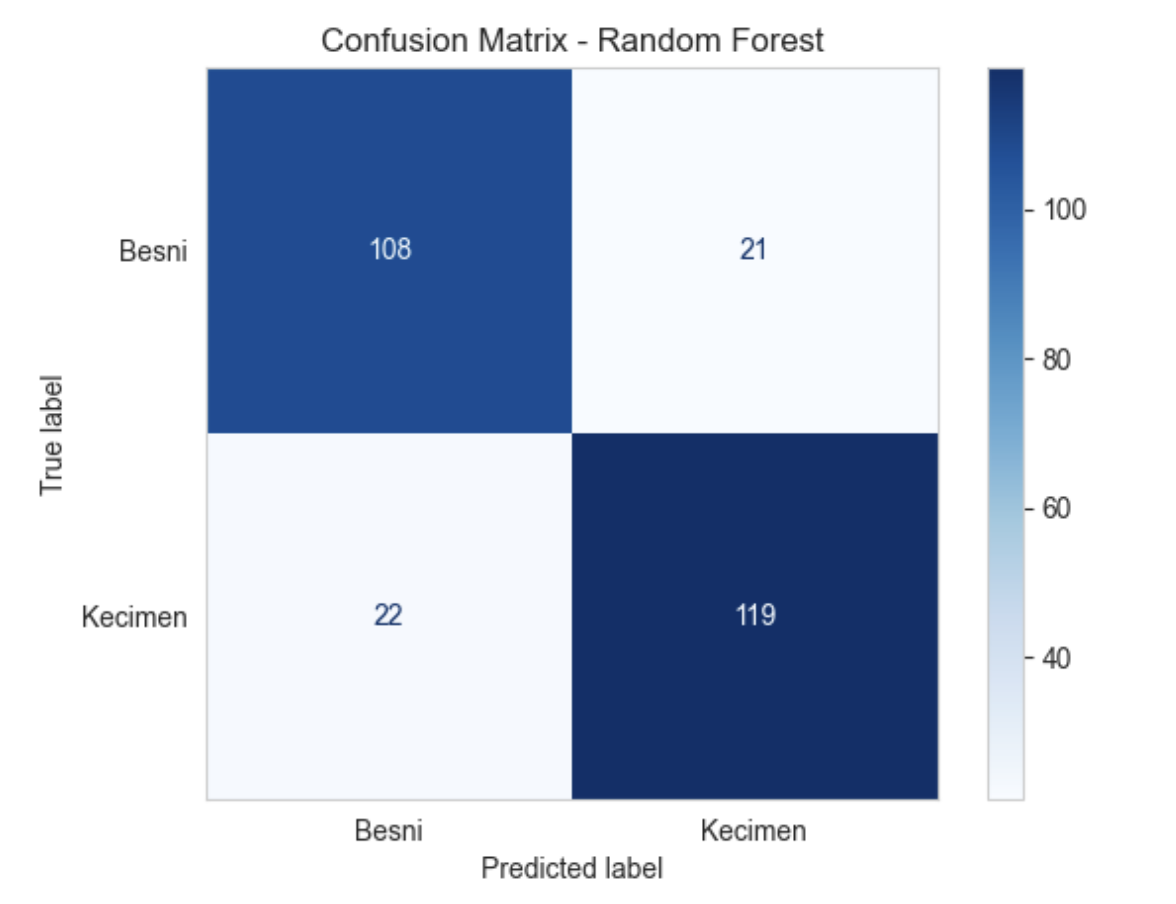 Confusion Matrix - Random Forest
True label
Besni
108
21
Kecimen
22
119
Besni
Kecimen
Predicted label
100
80
60
40